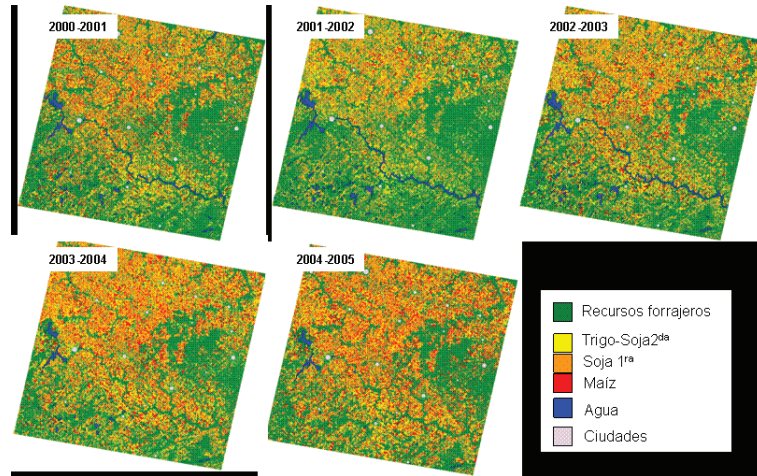 2000-2001
2001-2002
2002-2003
2003-2004
2004-2005
Recursos forrajeros
Trigo-Soja2ᵈᵃ
Soja 1ʳᵃ
Maíz
Agua
Ciudades